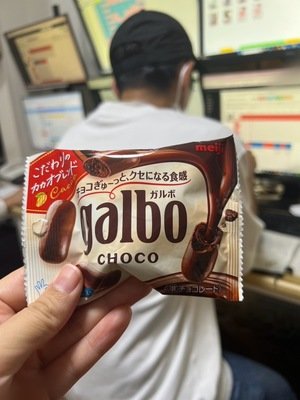 こだわりの
カカオブレンド
meiji
チョコぎゅーっと、クセになる食感
ガルボ
galbo
CHOCO
チョコレート